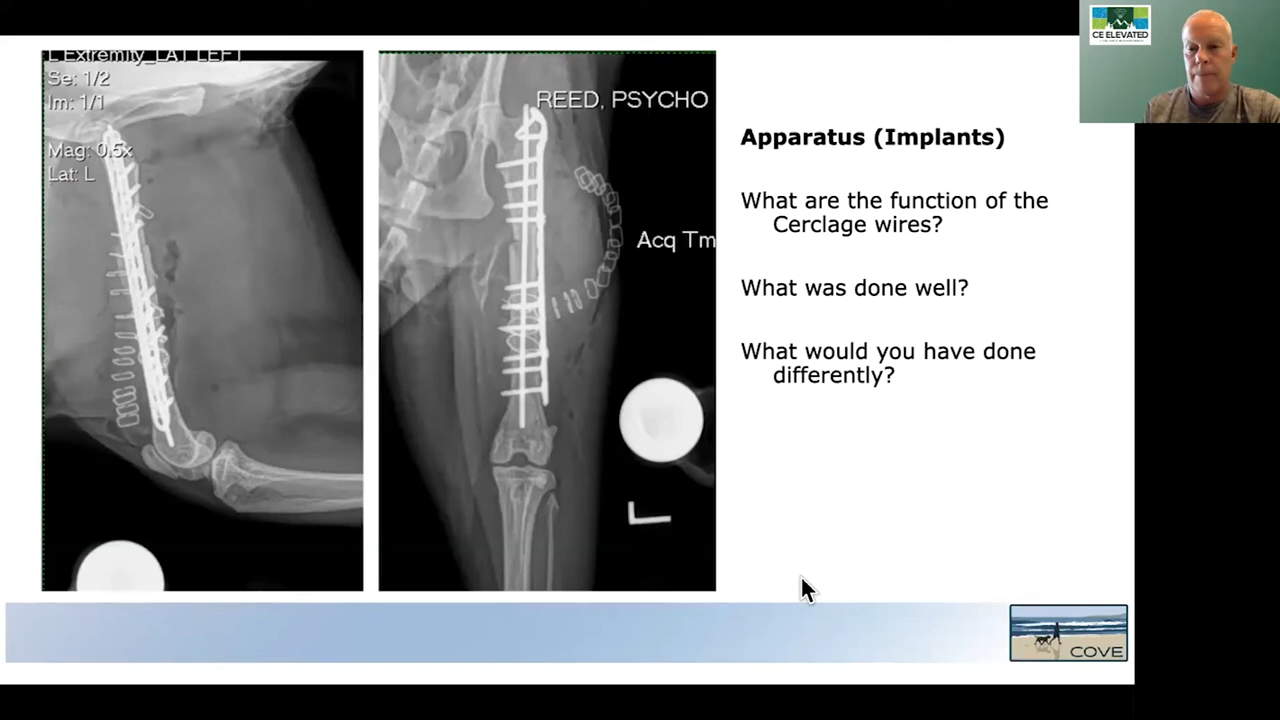 L Extremity_LAT LEFT
Se: 1/2
Im: 1/1
Mag: 0.5x
Lat: L
REED, PSYCHO
Acq Tm
L
Apparatus (Implants)
What are the function of the
Cerclage wires?
What was done well?
What would you have done
differently?
CE ELEVATED
COVE